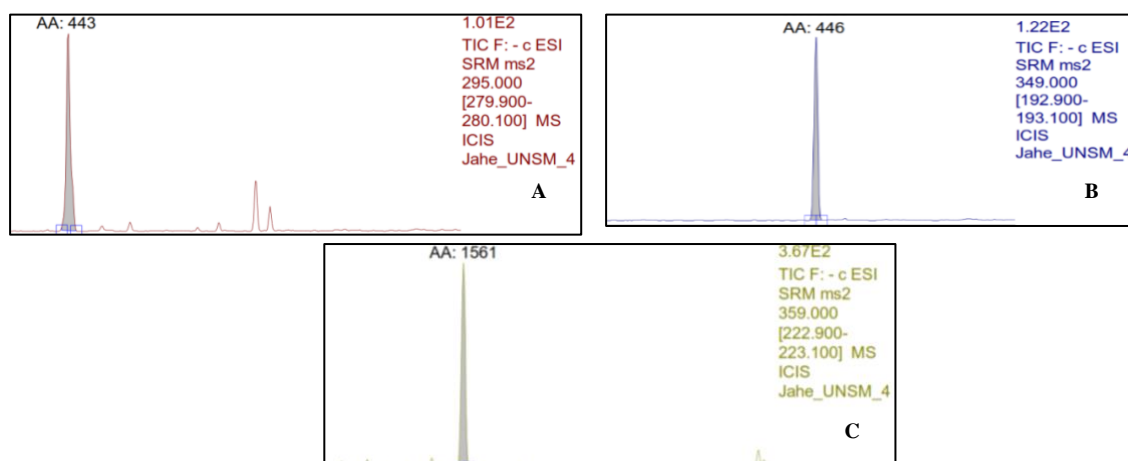 AA: 443
1.01E2
TIC F: - c ESI
SRM ms2
295.000
[279.900-
280.100] MS
ICIS
Jahe_UNSM_4
A
AA: 446
1.22E2
TIC F: - c ESI
SRM ms2
349.000
[192.900-
193.100] MS
ICIS
Jahe_UNSM_4
B
AA: 1561
3.67E2
TIC F: - c ESI
SRM ms2
359.000
[222.900-
223.100] MS
ICIS
Jahe_UNSM_4
C